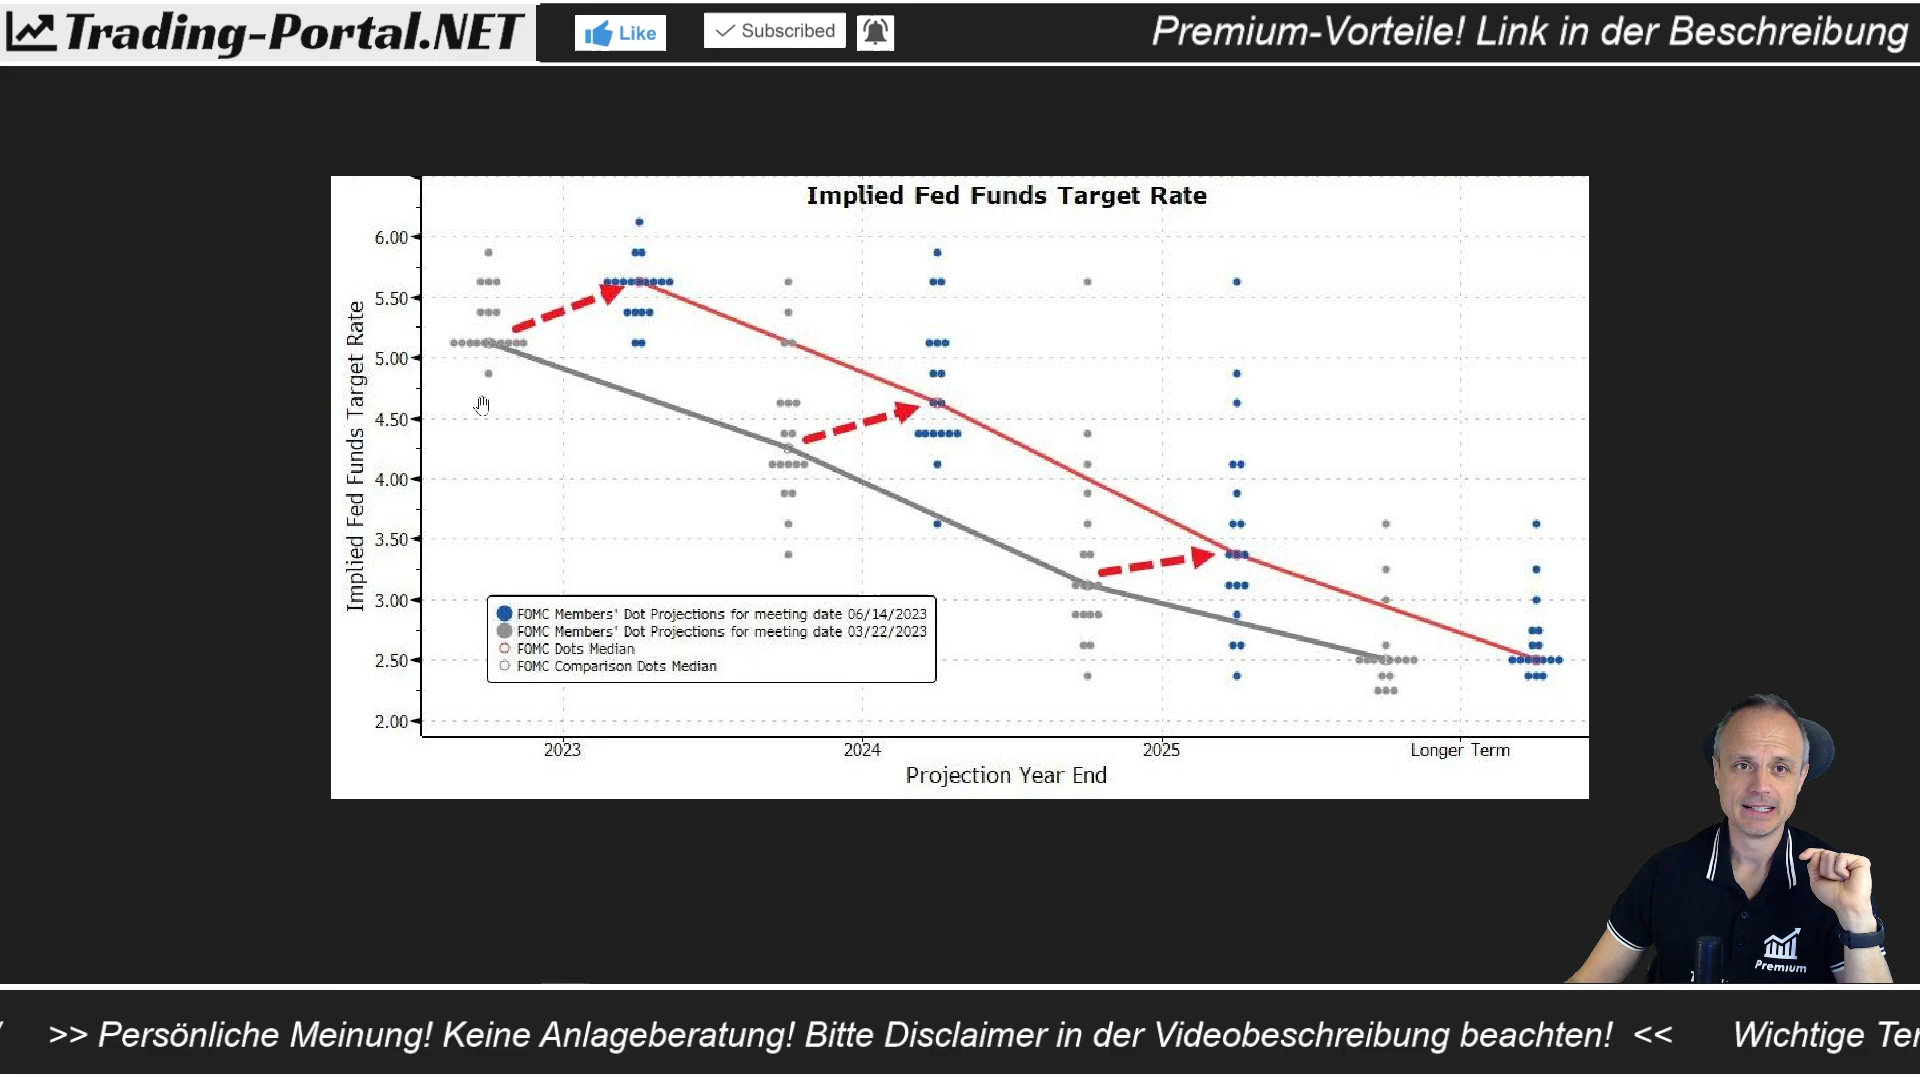 Trading-Portal.NET
Like
Subscribed
Premium-Vorteile! Link in der Beschreibung
Implied Fed Funds Target Rate
Implied Fed Funds Target Rate
6.00
5.50
5.00
4.50
4.00
3.50
3.00
2.50
2.00
FOMC Members' Dot Projections for meeting date 06/14/2023
FOMC Members' Dot Projections for meeting date 03/22/2023
FOMC Dots Median
FOMC Comparison Dots Median
2023
2024
2025
Longer Term
Projection Year End
Premium
>> Persönliche Meinung! Keine Anlageberatung! Bitte Disclaimer in der Videobeschreibung beachten! <<
Wichtige